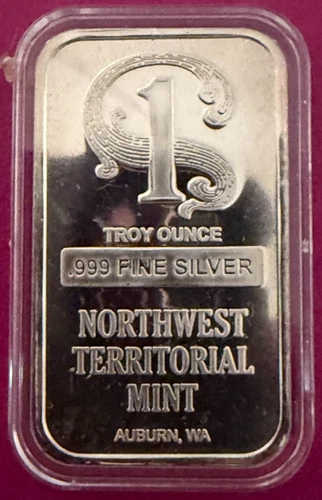 1
TROY OUNCE
.999 FINE SILVER
NORTHWEST
TERRITORIAL
MINT
AUBURN, WA